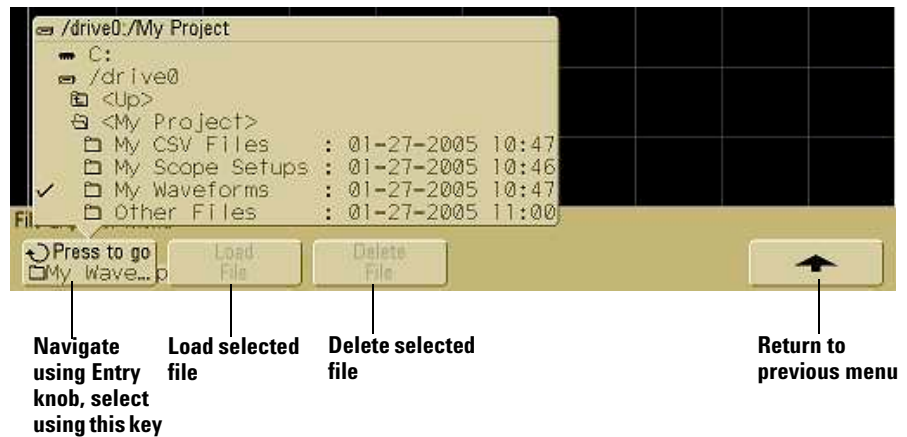 /drive0:/My Project
C:
/drive0
<Up>
<My Project>
My CSV Files : 01-27-2005 10:47
My Scope Setups : 01-27-2005 10:46
My Waveforms : 01-27-2005 10:47
Other Files : 01-27-2005 11:00
Press to go
My Wave...p
Load
File
Delete
File
Navigate
using Entry
knob, select
using this key
Load selected
file
Delete selected
file
Return to
previous menu